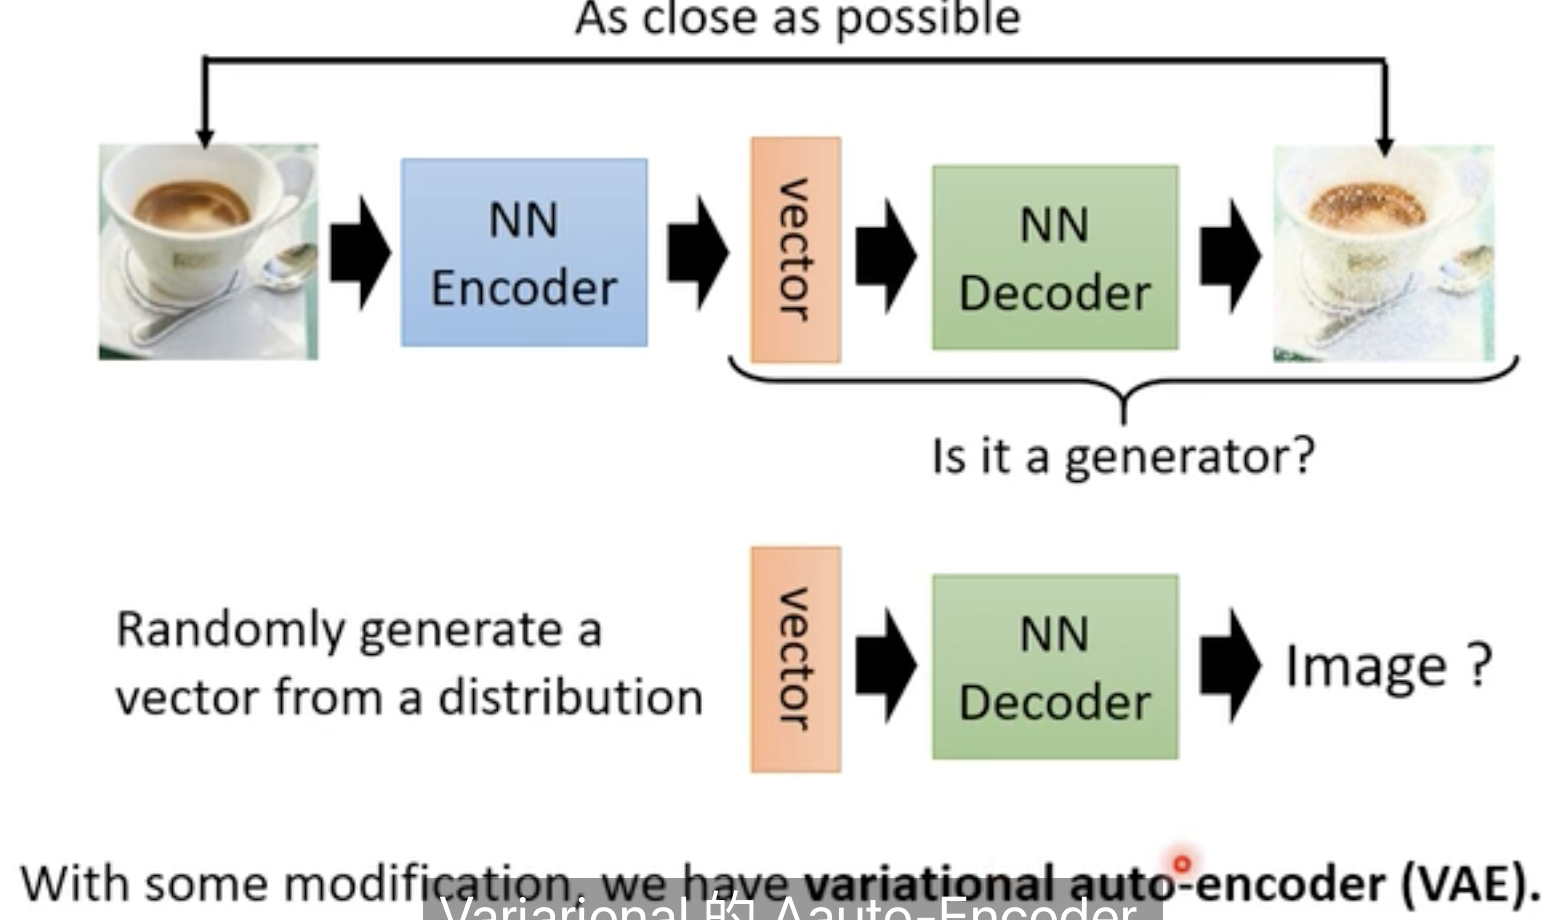 As close as possible
NN
Encoder
vector
NN
Decoder
Is it a generator?
Randomly generate a
vector from a distribution
vector
NN
Decoder
Image ?
With some modification, we have variational auto-encoder (VAE).
Variarional 的 Aauto-Encoder